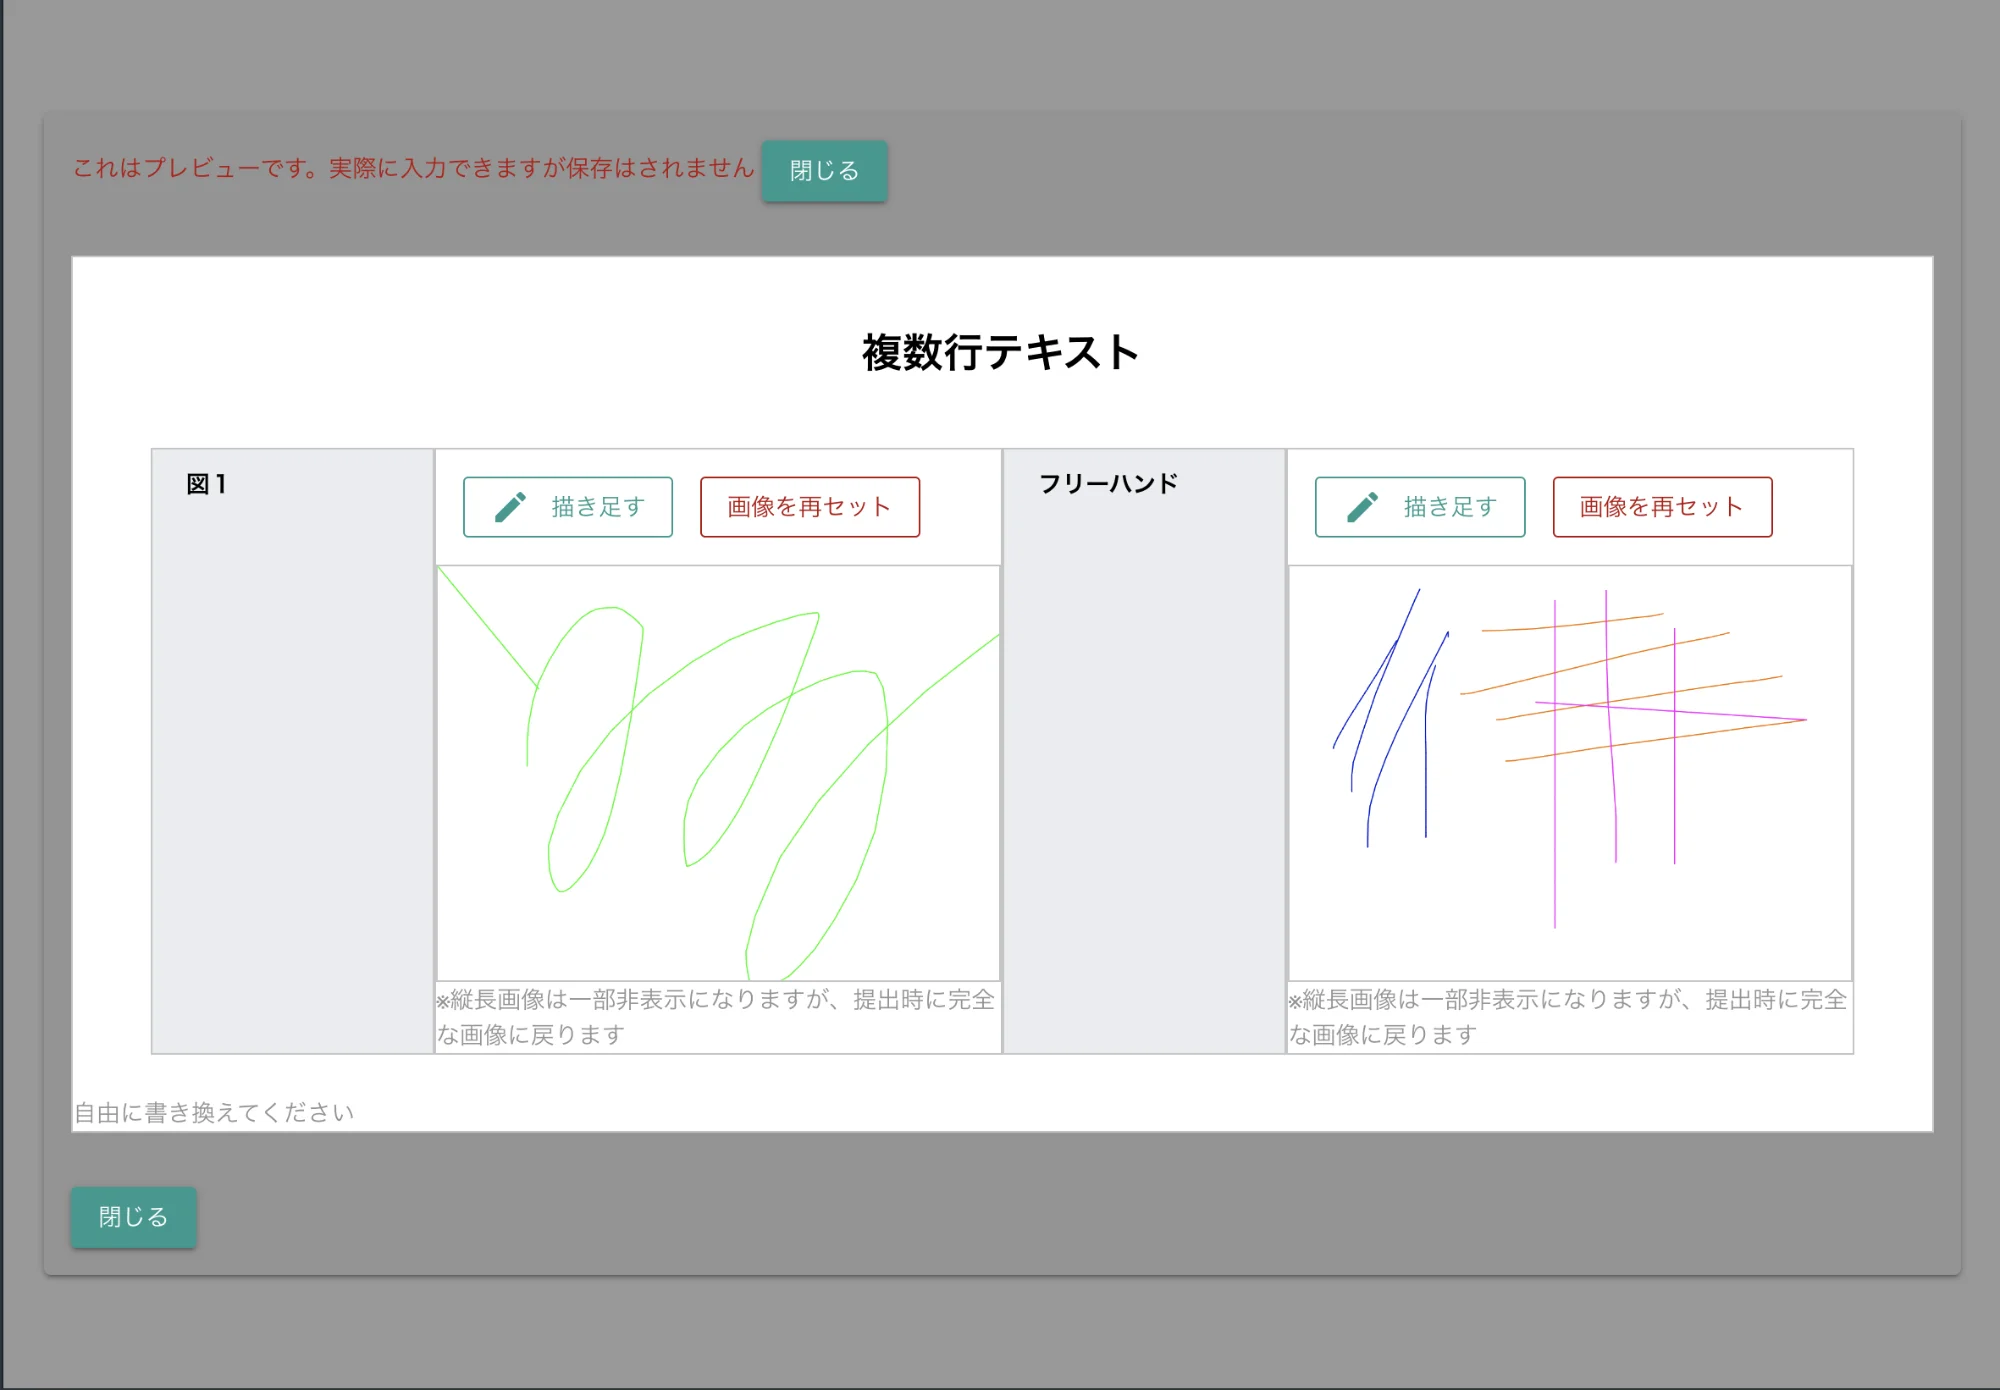 これはプレビューです。実際に入力できますが保存はされません 閉じる
複数行テキスト
図1
描き足す 画像を再セット
フリーハンド
描き足す 画像を再セット
※縦長画像は一部非表示になりますが、提出時に完全
な画像に戻ります
※縦長画像は一部非表示になりますが、提出時に完全
な画像に戻ります
自由に書き換えてください
閉じる